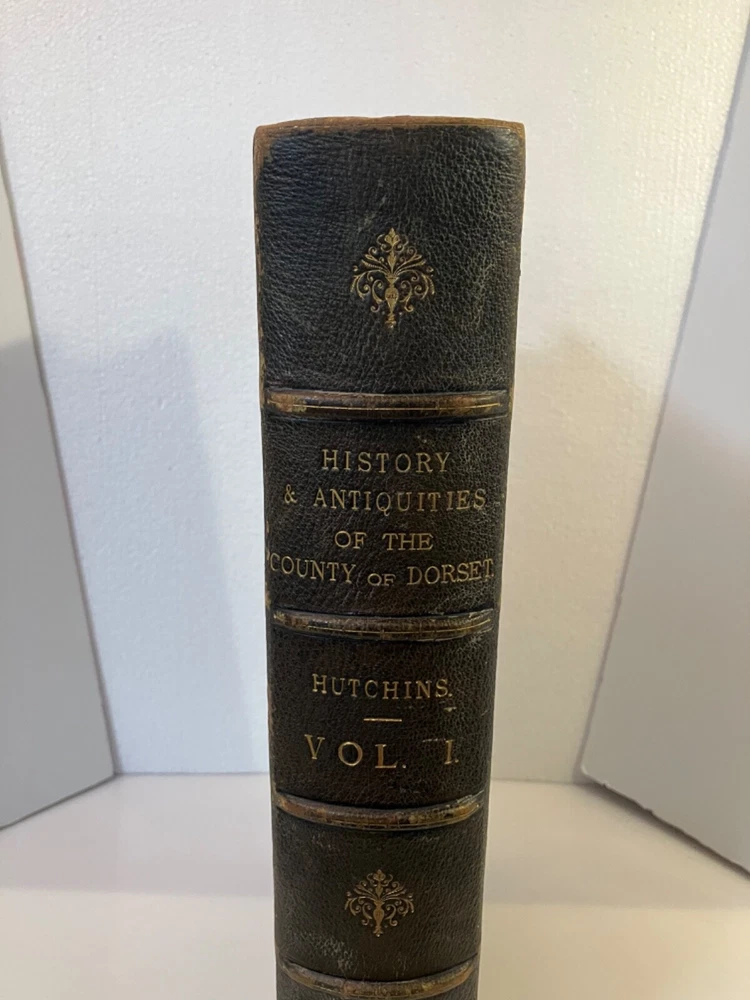 HISTORY
& ANTIQUITIES
OF THE
COUNTY OF DORSET.
HUTCHINS.
VOL. I.